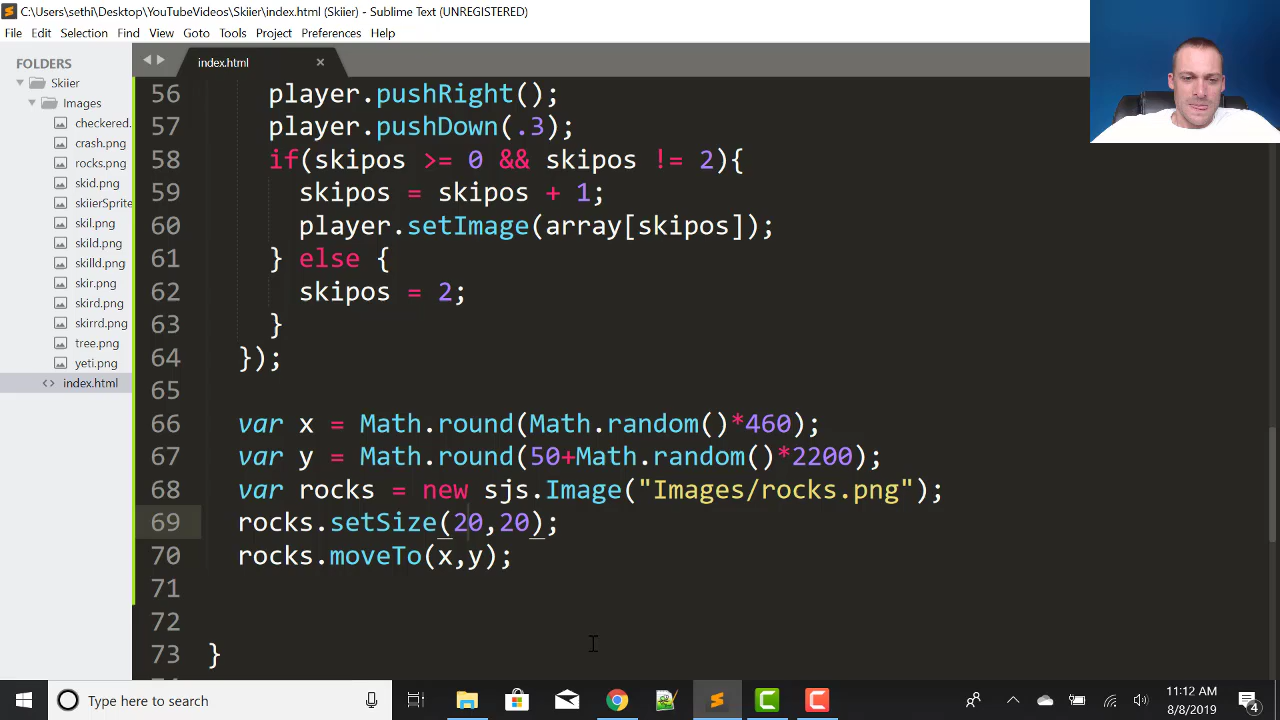 C:\Users\sethi\Desktop\YouTubeVideos\Skiier\index.html (Skiier) - Sublime Text (UNREGISTERED)
File Edit Selection Find View Goto Tools Project Preferences Help
FOLDERS
Skiier
Images
checkered.
crash.png
rocks.png
skid.png
skiierSprite
skil.png
skild.png
skilld.png
skir.png
skird.png
skirrd.png
tree.png
yeti.png
index.html
index.html
56 player.pushRight();
57 player.pushDown(.3);
58 if(skipos >= 0 && skipos != 2){
59 skipos = skipos + 1;
60 player.setImage(array[skipos]);
61 } else {
62 skipos = 2;
63 }
64 });
65
66 var x = Math.round(Math.random()*460);
67 var y = Math.round(50+Math.random()*2200);
68 var rocks = new sjs.Image("Images/rocks.png");
69 rocks.setSize(20,20);
70 rocks.moveTo(x,y);
71
72
73 }
Type here to search
11:12 AM
8/8/2019
4